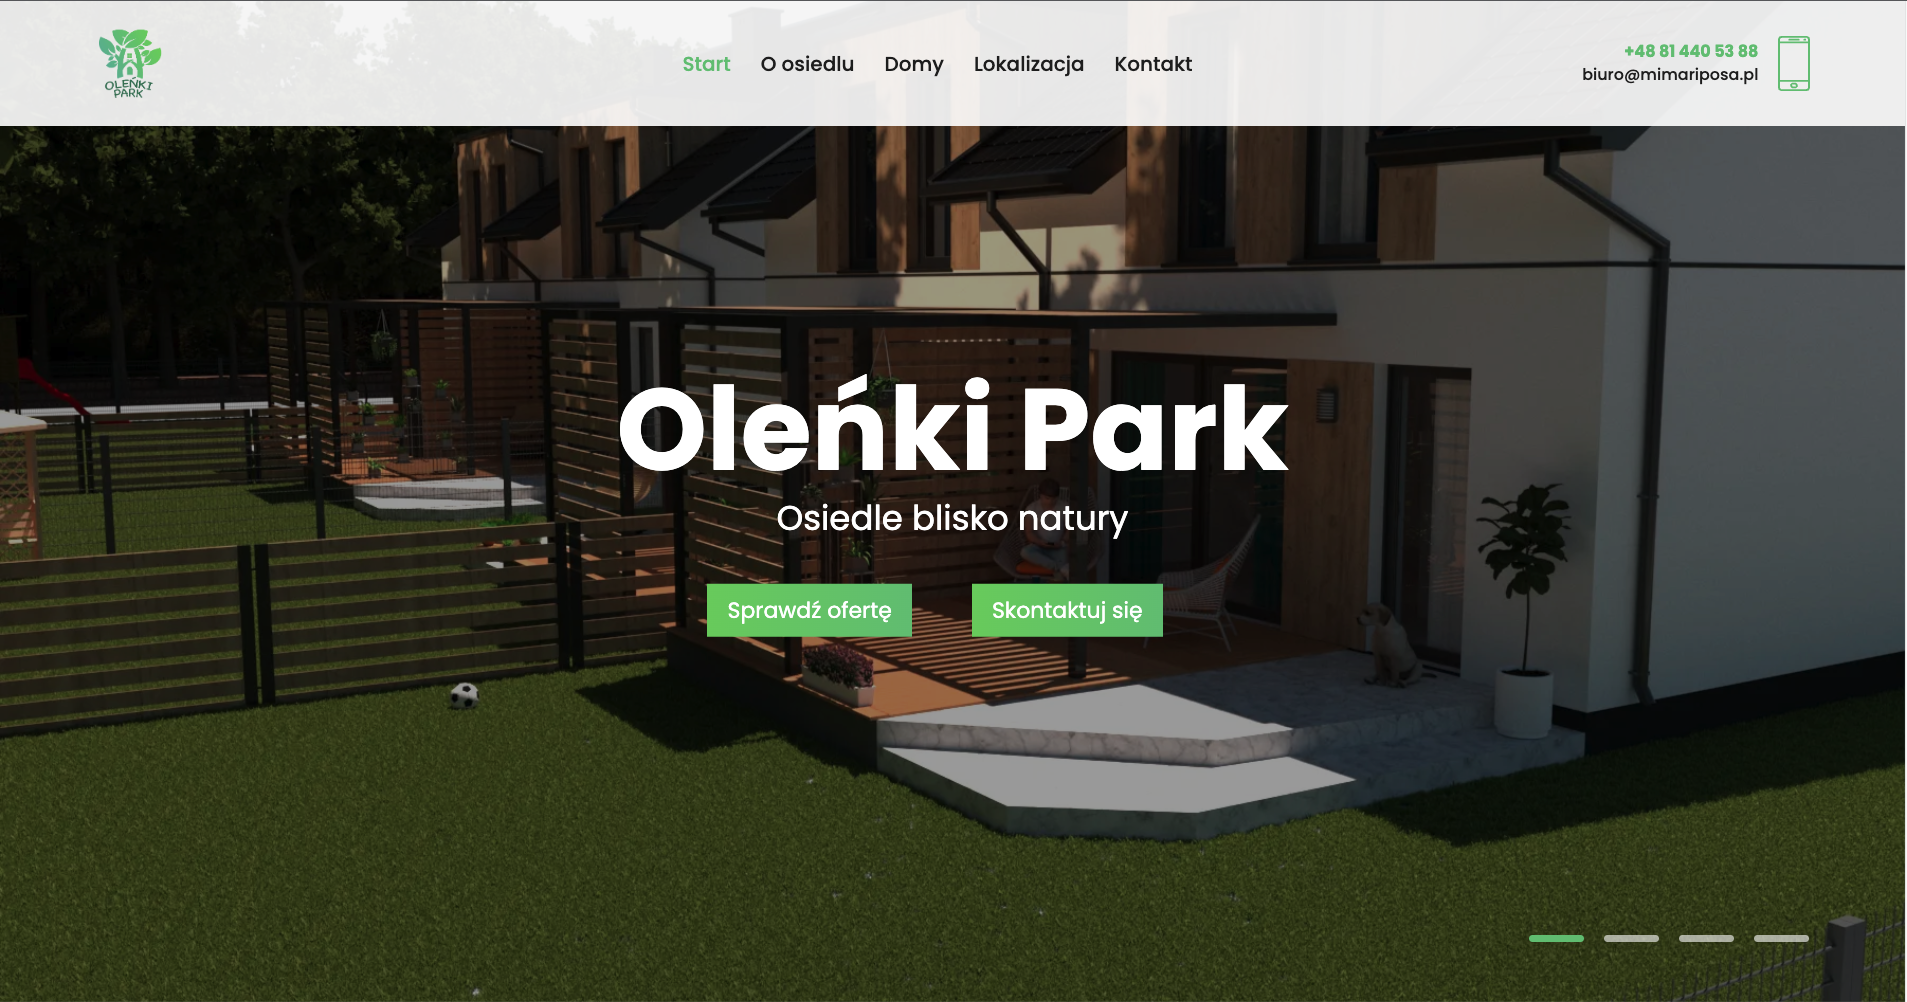 OLEŃKI
PARK
Start
O osiedlu
Domy
Lokalizacja
Kontakt
+48 81 440 53 88
biuro@mimariposa.pl
Oleńki Park
Osiedle blisko natury
Sprawdź ofertę
Skontaktuj się